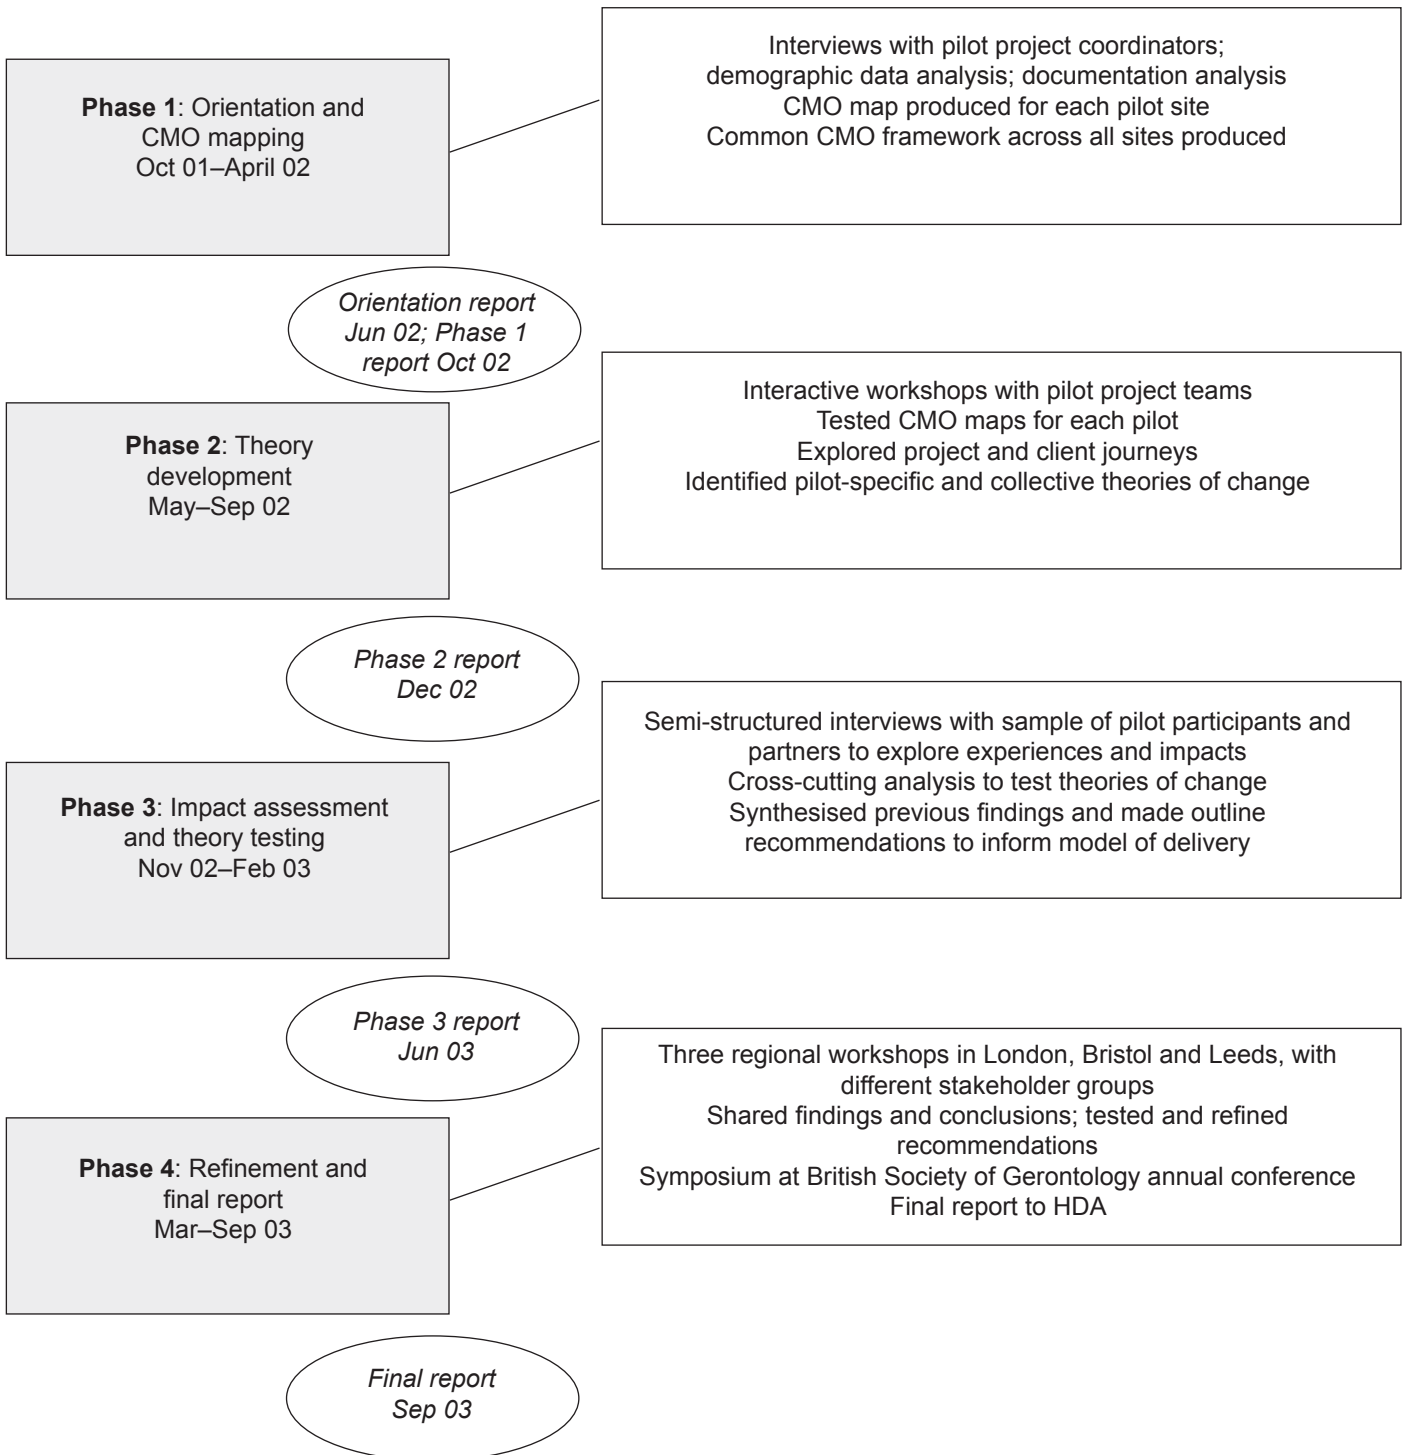 Phase 1: Orientation and
CMO mapping
Oct 01–April 02
Interviews with pilot project coordinators;
demographic data analysis; documentation analysis
CMO map produced for each pilot site
Common CMO framework across all sites produced
Orientation report
Jun 02; Phase 1
report Oct 02
Phase 2: Theory
development
May–Sep 02
Interactive workshops with pilot project teams
Tested CMO maps for each pilot
Explored project and client journeys
Identified pilot-specific and collective theories of change
Phase 2 report
Dec 02
Phase 3: Impact assessment
and theory testing
Nov 02–Feb 03
Semi-structured interviews with sample of pilot participants and
partners to explore experiences and impacts
Cross-cutting analysis to test theories of change
Synthesised previous findings and made outline
recommendations to inform model of delivery
Phase 3 report
Jun 03
Phase 4: Refinement and
final report
Mar–Sep 03
Three regional workshops in London, Bristol and Leeds, with
different stakeholder groups
Shared findings and conclusions; tested and refined
recommendations
Symposium at British Society of Gerontology annual conference
Final report to HDA
Final report
Sep 03